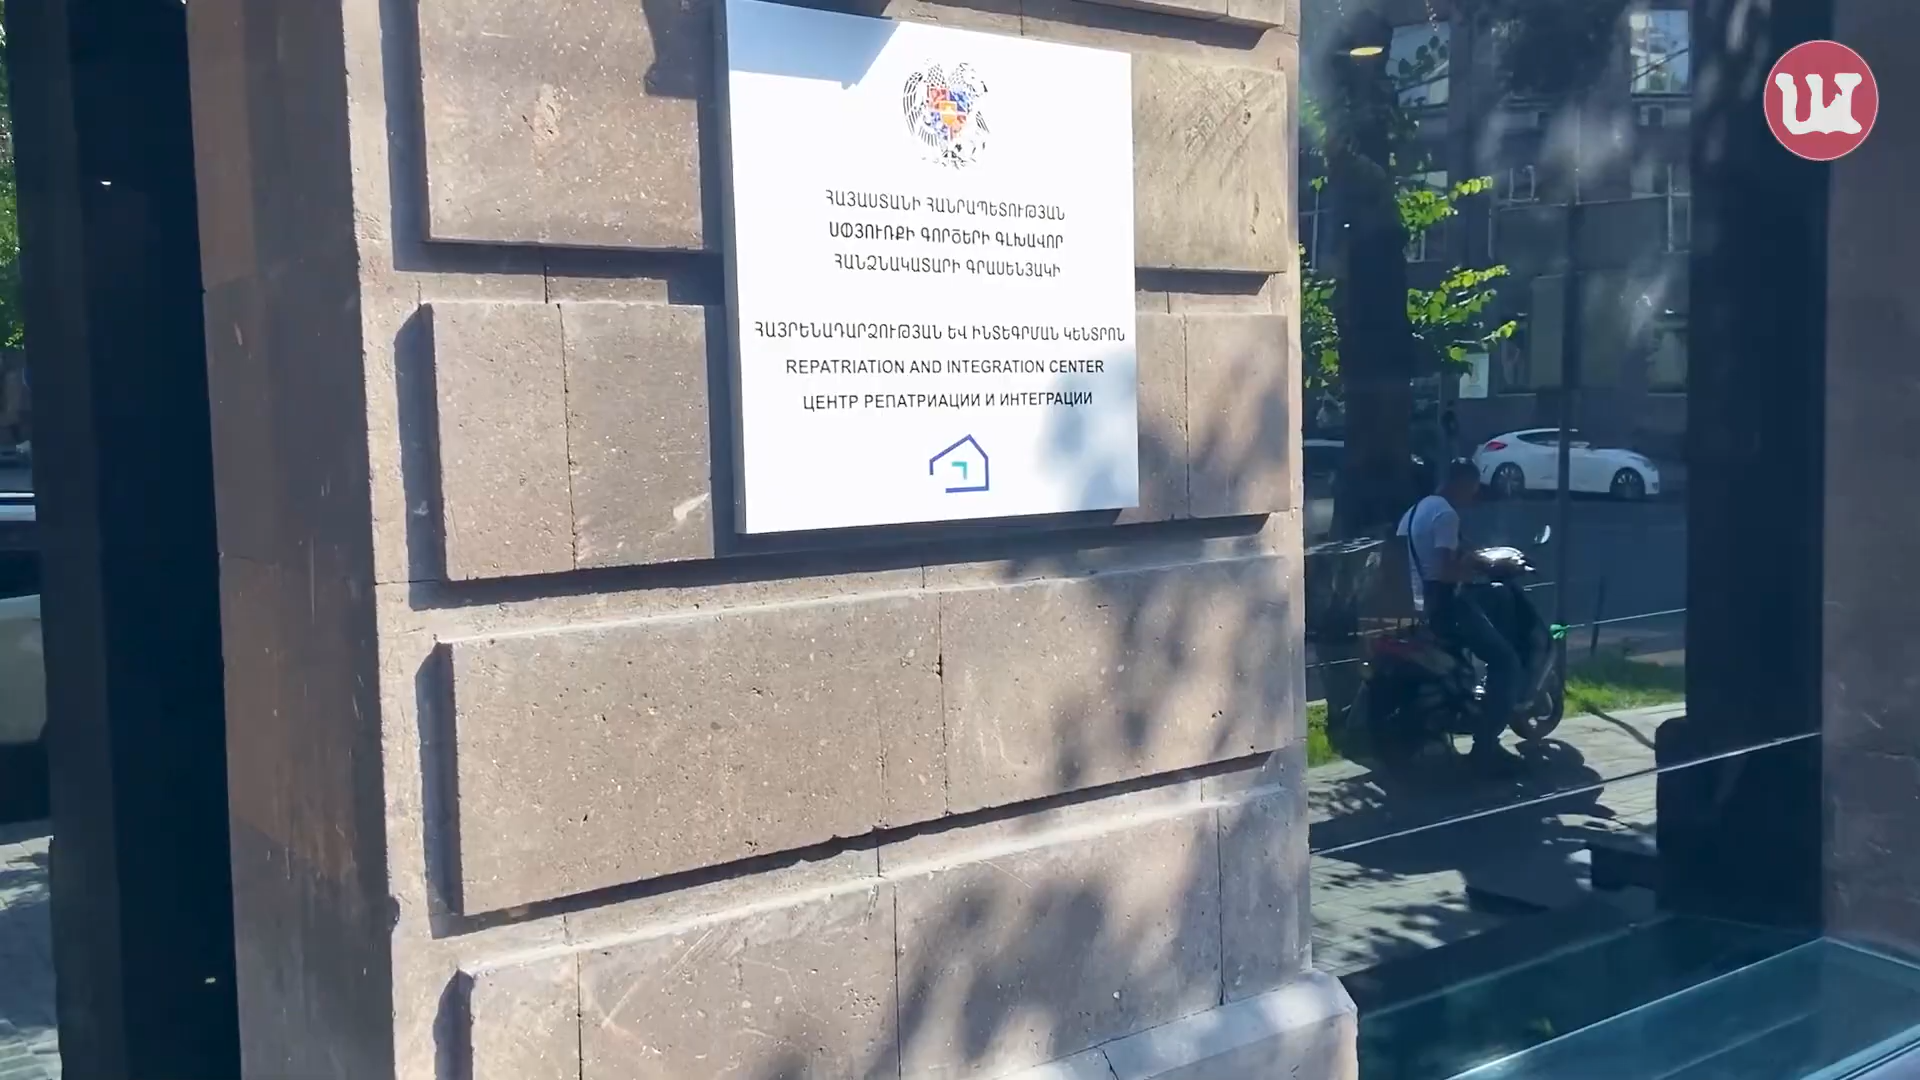 ՀԱՅԱՍՏԱՆԻ ՀԱՆՐԱՊԵՏՈՒԹՅԱՆ
ՍՓՅՈՒՌՔԻ ԳՈՐԾԵՐԻ ԳԼԽԱՎՈՐ
ՀԱՆՁՆԱԿԱՏԱՐԻ ԳՐԱՍԵՆՅԱԿԻ
ՀԱՅՐԵՆԱԴԱՐՁՈՒԹՅԱՆ ԵՎ ԻՆՏԵԳՐՄԱՆ ԿԵՆՏՐՈՆ
REPATRIATION AND INTEGRATION CENTER
ЦЕНТР РЕПАТРИАЦИИ И ИНТЕГРАЦИИ